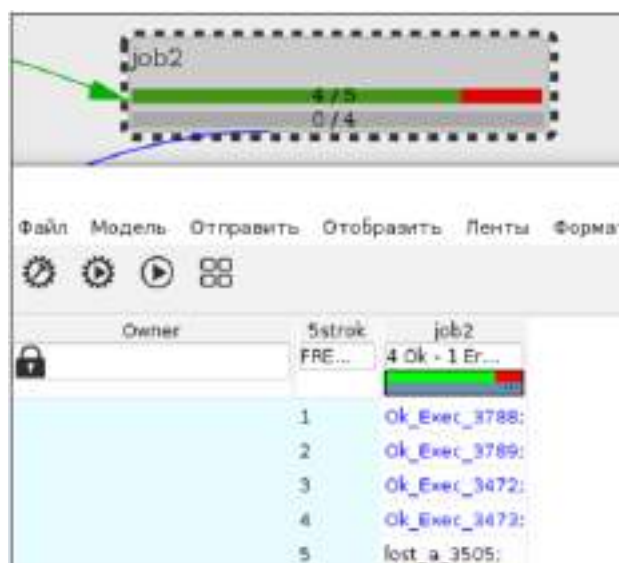 job2
4 / 5
0 / 4
Файл Модель Отправить Отобразить Ленты Формат
Owner 5strok job2
FRE... 4 Ok - 1 Er...
1 Ok_Exec_3788;
2 Ok_Exec_3789;
3 Ok_Exec_3472;
4 Ok_Exec_3473;
5 lost_a_3505;